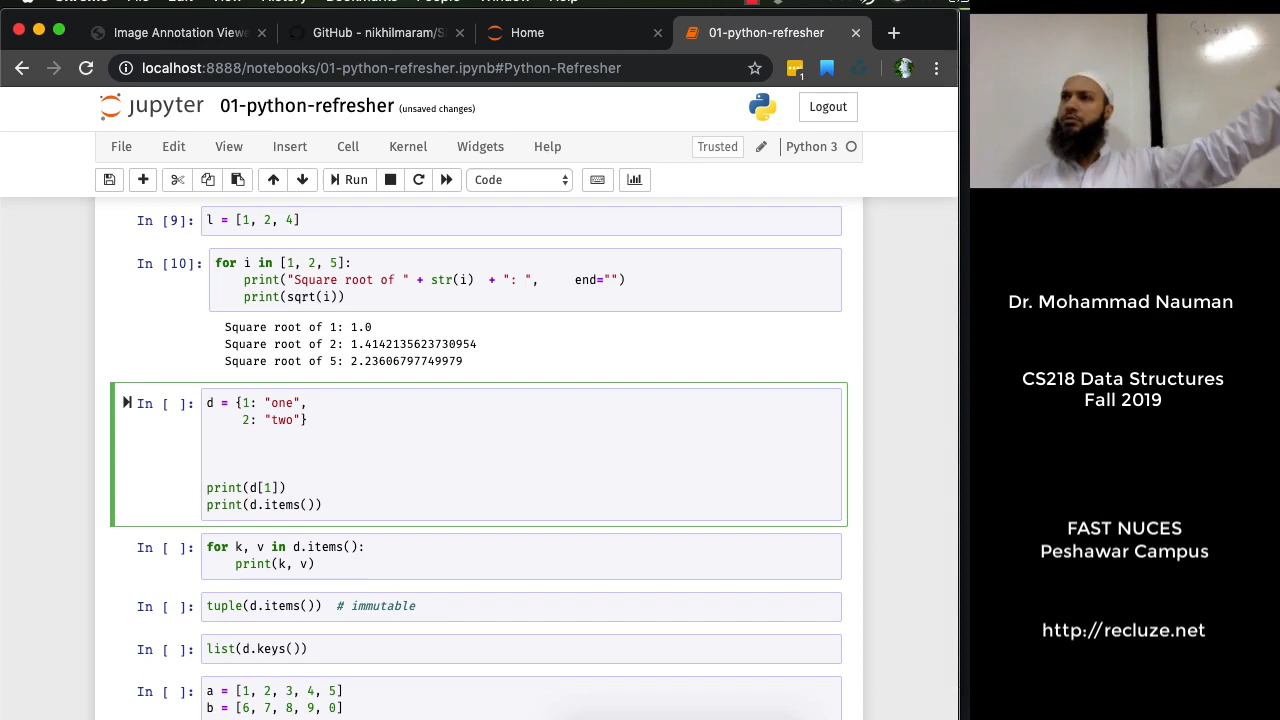 Image Annotation Viewe
GitHub - nikhilmaram/S
Home
01-python-refresher
localhost:8888/notebooks/01-python-refresher.ipynb#Python-Refresher
1
jupyter 01-python-refresher (unsaved changes)
Logout
File Edit View Insert Cell Kernel Widgets Help
Trusted
Python 3
Run
Code
In [9]: l = [1, 2, 4]
In [10]: for i in [1, 2, 5]:
print("Square root of " + str(i)  + ": ",     end="")
print(sqrt(i))
Square root of 1: 1.0
Square root of 2: 1.4142135623730954
Square root of 5: 2.23606797749979
In [ ]: d = {1: "one",
2: "two"}
print(d[1])
print(d.items())
In [ ]: for k, v in d.items():
print(k, v)
In [ ]: tuple(d.items())  # immutable
In [ ]: list(d.keys())
In [ ]: a = [1, 2, 3, 4, 5]
b = [6, 7, 8, 9, 0]
Dr. Mohammad Nauman
CS218 Data Structures
Fall 2019
FAST NUCES
Peshawar Campus
http://recluze.net